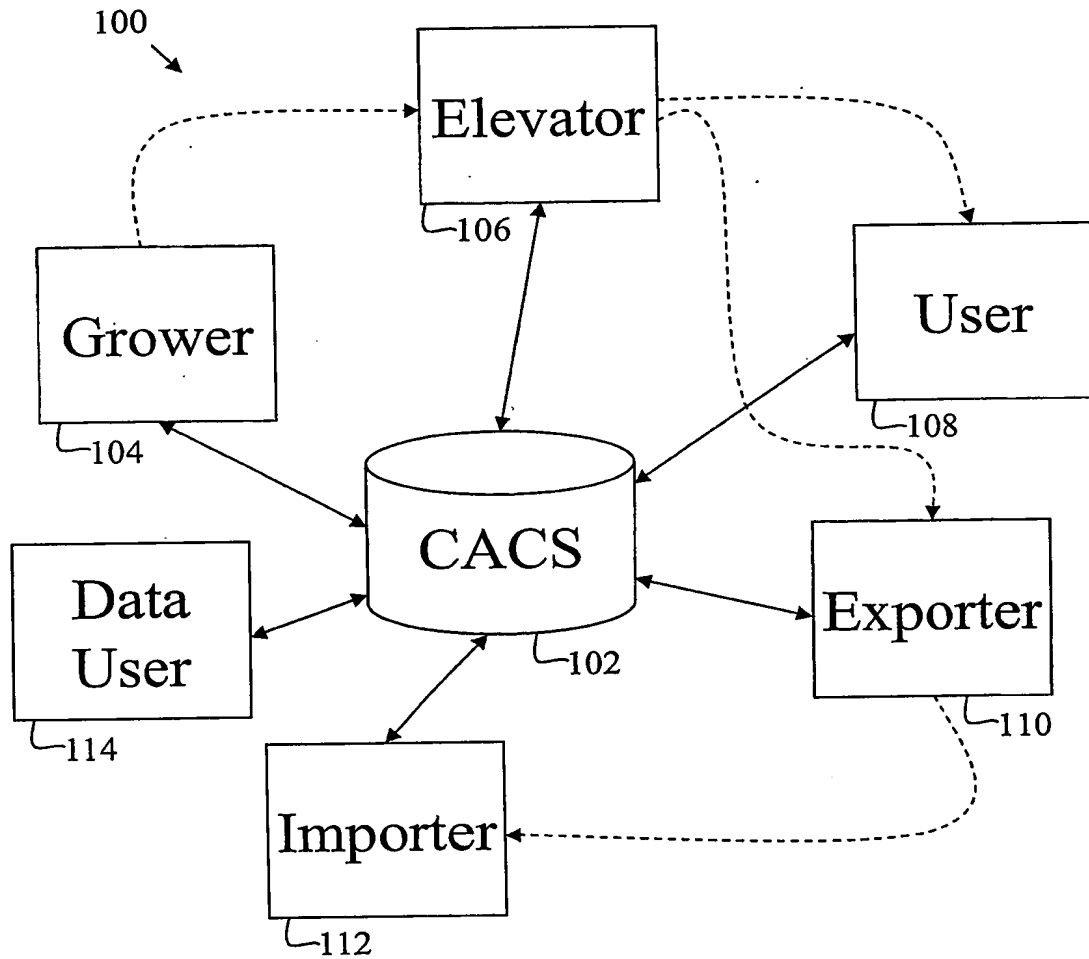 100
Elevator
106
User
108
Grower
104
CACS
102
Data
User
114
Exporter
110
Importer
112